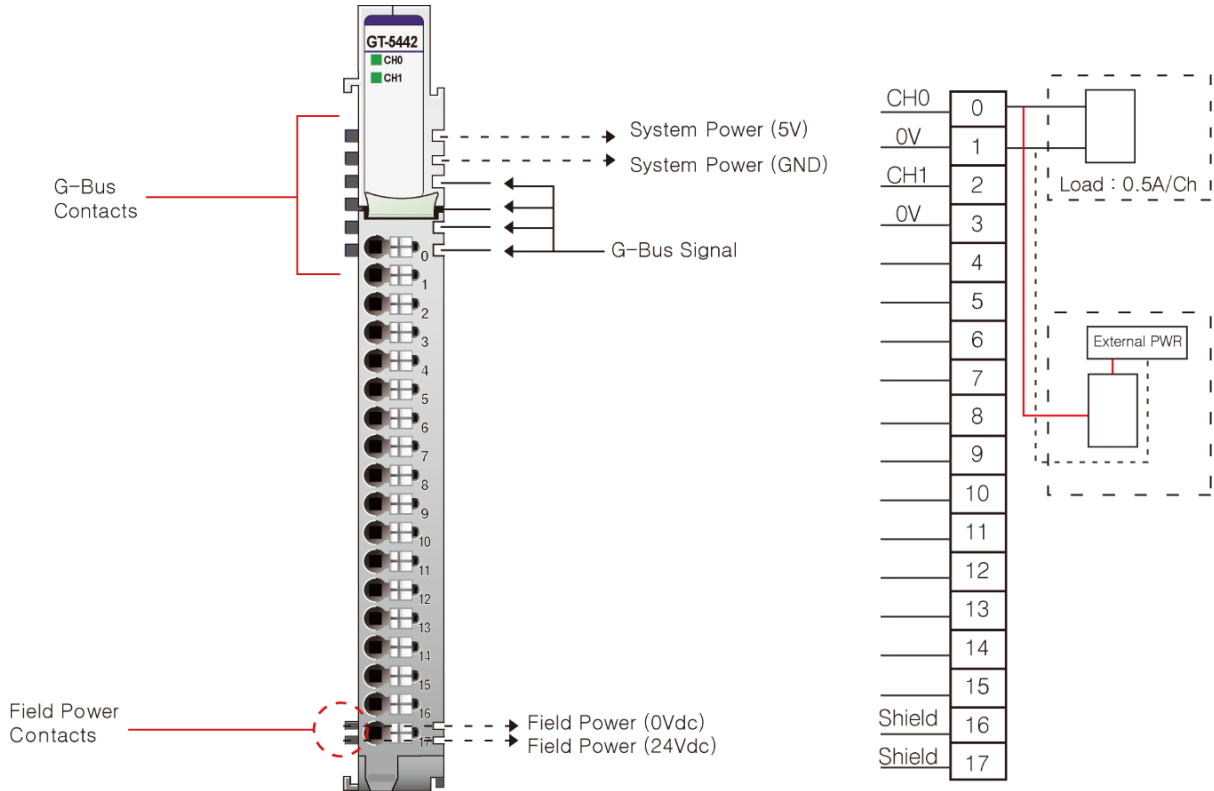 GT-5442
CH0
CH1
System Power (5V)
System Power (GND)
G-Bus
Contacts
G-Bus Signal
0
1
2
3
4
5
6
7
8
9
10
11
12
13
14
15
16
17
Field Power
Contacts
Field Power (0Vdc)
Field Power (24Vdc)
CH0 0
0V 1
CH1 2
0V 3
4
5
6
7
8
9
10
11
12
13
14
15
Shield 16
Shield 17
Load : 0.5A/Ch
External PWR